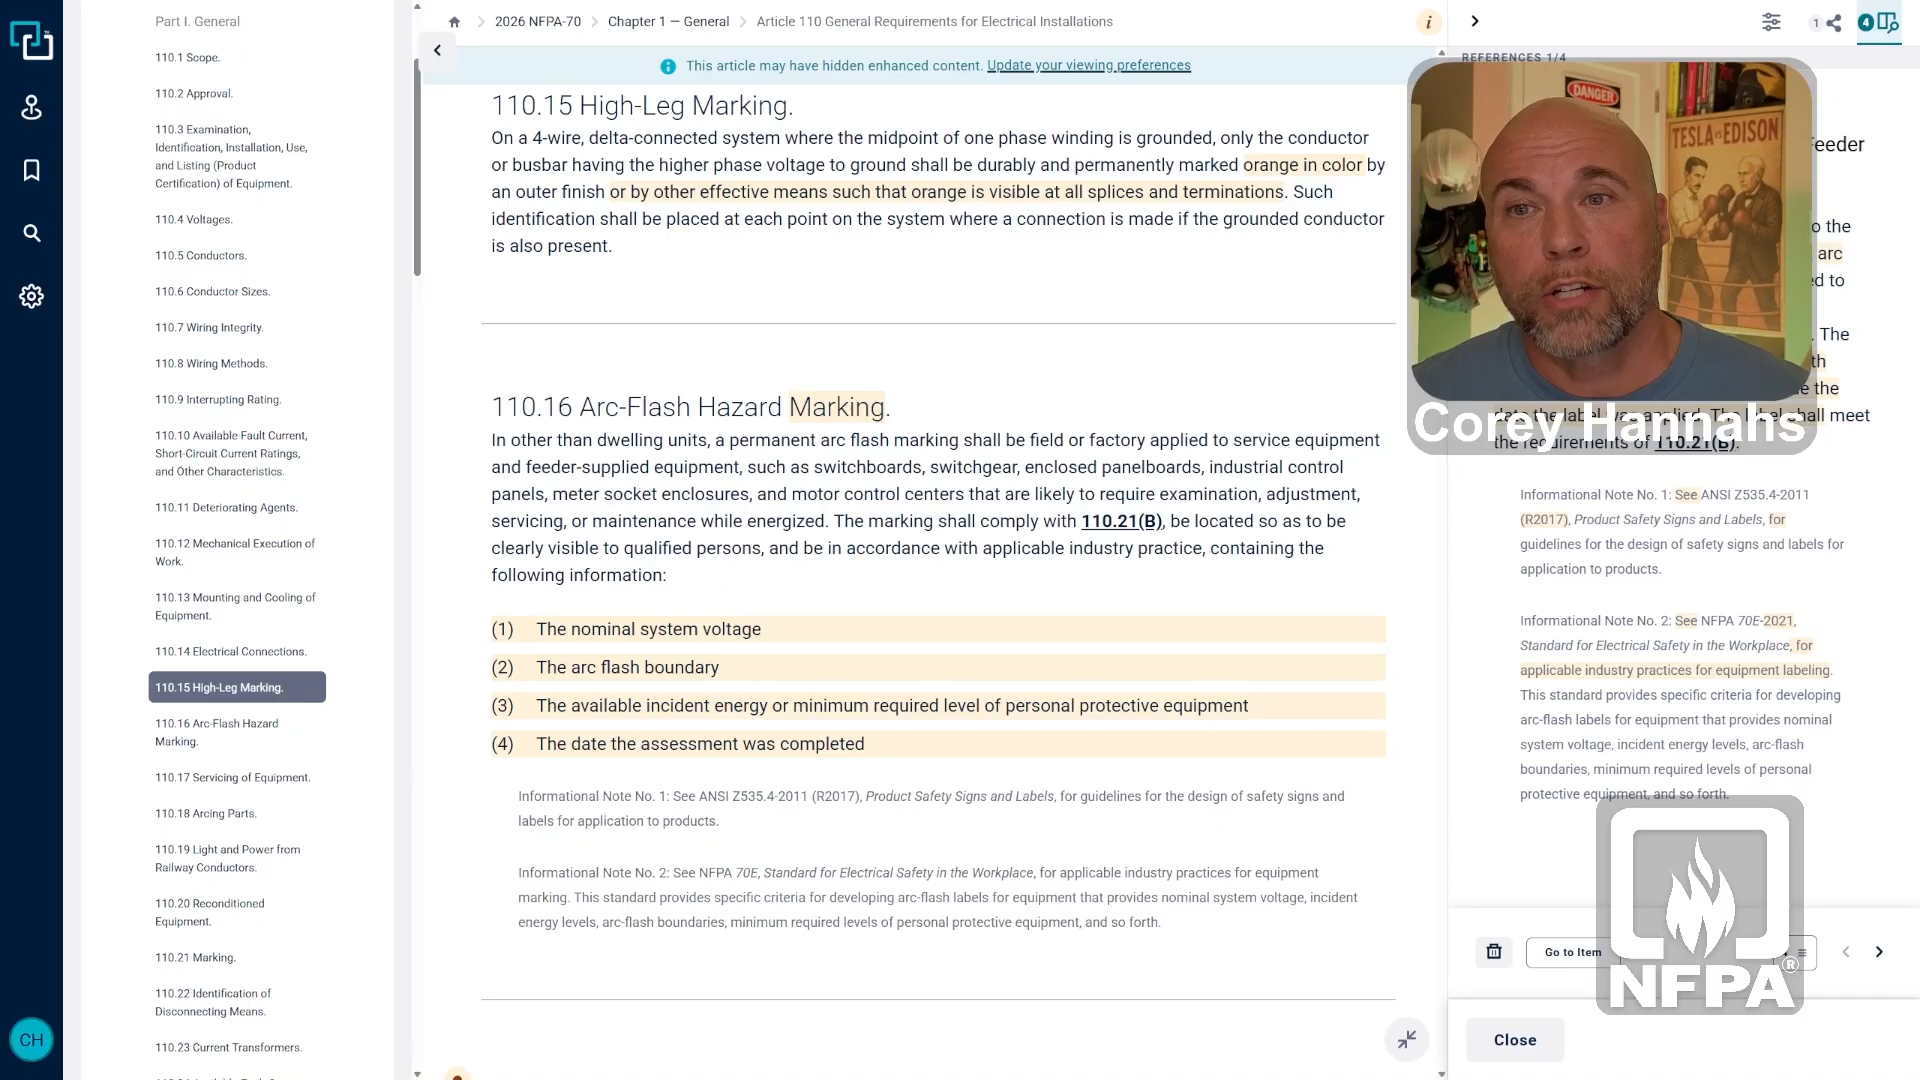 Part I. General
110.1 Scope.
110.2 Approval.
110.3 Examination,
Identification, Installation, Use,
and Listing (Product
Certification) of Equipment.
110.4 Voltages.
110.5 Conductors.
110.6 Conductor Sizes.
110.7 Wiring Integrity.
110.8 Wiring Methods.
110.9 Interrupting Rating.
110.10 Available Fault Current,
Short-Circuit Current Ratings,
and Other Characteristics.
110.11 Deteriorating Agents.
110.12 Mechanical Execution of
Work.
110.13 Mounting and Cooling of
Equipment.
110.14 Electrical Connections.
110.15 High-Leg Marking.
110.16 Arc-Flash Hazard
Marking.
110.17 Servicing of Equipment.
110.18 Arcing Parts.
110.19 Light and Power from
Railway Conductors.
110.20 Reconditioned
Equipment.
110.21 Marking.
110.22 Identification of
Disconnecting Means.
110.23 Current Transformers.
CH
2026 NFPA-70
Chapter 1 — General
Article 110 General Requirements for Electrical Installations
This article may have hidden enhanced content. Update your viewing preferences
110.15 High-Leg Marking.
On a 4-wire, delta-connected system where the midpoint of one phase winding is grounded, only the conductor
or busbar having the higher phase voltage to ground shall be durably and permanently marked orange in color by
an outer finish or by other effective means such that orange is visible at all splices and terminations. Such
identification shall be placed at each point on the system where a connection is made if the grounded conductor
is also present.
110.16 Arc-Flash Hazard Marking.
In other than dwelling units, a permanent arc flash marking shall be field or factory applied to service equipment
and feeder-supplied equipment, such as switchboards, switchgear, enclosed panelboards, industrial control
panels, meter socket enclosures, and motor control centers that are likely to require examination, adjustment,
servicing, or maintenance while energized. The marking shall comply with 110.21(B), be located so as to be
clearly visible to qualified persons, and be in accordance with applicable industry practice, containing the
following information:
(1) The nominal system voltage
(2) The arc flash boundary
(3) The available incident energy or minimum required level of personal protective equipment
(4) The date the assessment was completed
Informational Note No. 1: See ANSI Z535.4-2011 (R2017), Product Safety Signs and Labels, for guidelines for the design of safety signs and
labels for application to products.
Informational Note No. 2: See NFPA 70E, Standard for Electrical Safety in the Workplace, for applicable industry practices for equipment
marking. This standard provides specific criteria for developing arc-flash labels for equipment that provides nominal system voltage, incident
energy levels, arc-flash boundaries, minimum required levels of personal protective equipment, and so forth.
i
1
4
REFERENCES 1/4
DANGER
TESLA vs EDISON
Feeder
o the
arc
ed to
. The
th
e the
date the label was applied. The label shall meet
the requirements of 110.21(B).
Corey Hannahs
Informational Note No. 1: See ANSI Z535.4-2011
(R2017), Product Safety Signs and Labels, for
guidelines for the design of safety signs and labels for
application to products.
Informational Note No. 2: See NFPA 70E-2021,
Standard for Electrical Safety in the Workplace, for
applicable industry practices for equipment labeling.
This standard provides specific criteria for developing
arc-flash labels for equipment that provides nominal
system voltage, incident energy levels, arc-flash
boundaries, minimum required levels of personal
protective equipment, and so forth.
Go to Item
NFPA®
Close